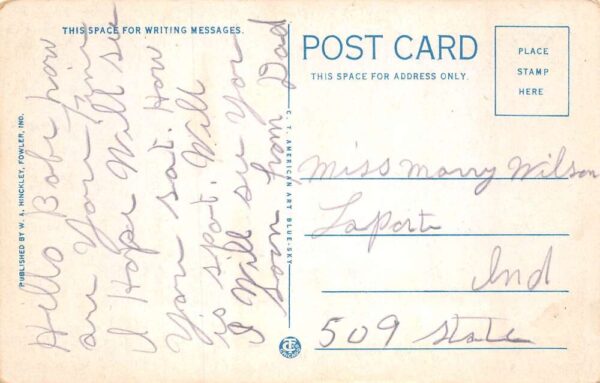 THIS SPACE FOR WRITING MESSAGES.
Hello Babe how
are you Fine
I Hope Will see
you sat. How
is spot. Will
I Will see you
soon From Dad
PUBLISHED BY W. A. HINCKLEY, FOWLER, IND.
C. T. AMERICAN ART BLUE-SKY
POST CARD
THIS SPACE FOR ADDRESS ONLY.
PLACE
STAMP
HERE
Miss Marry Wilson
LaPorte
Ind
509 State